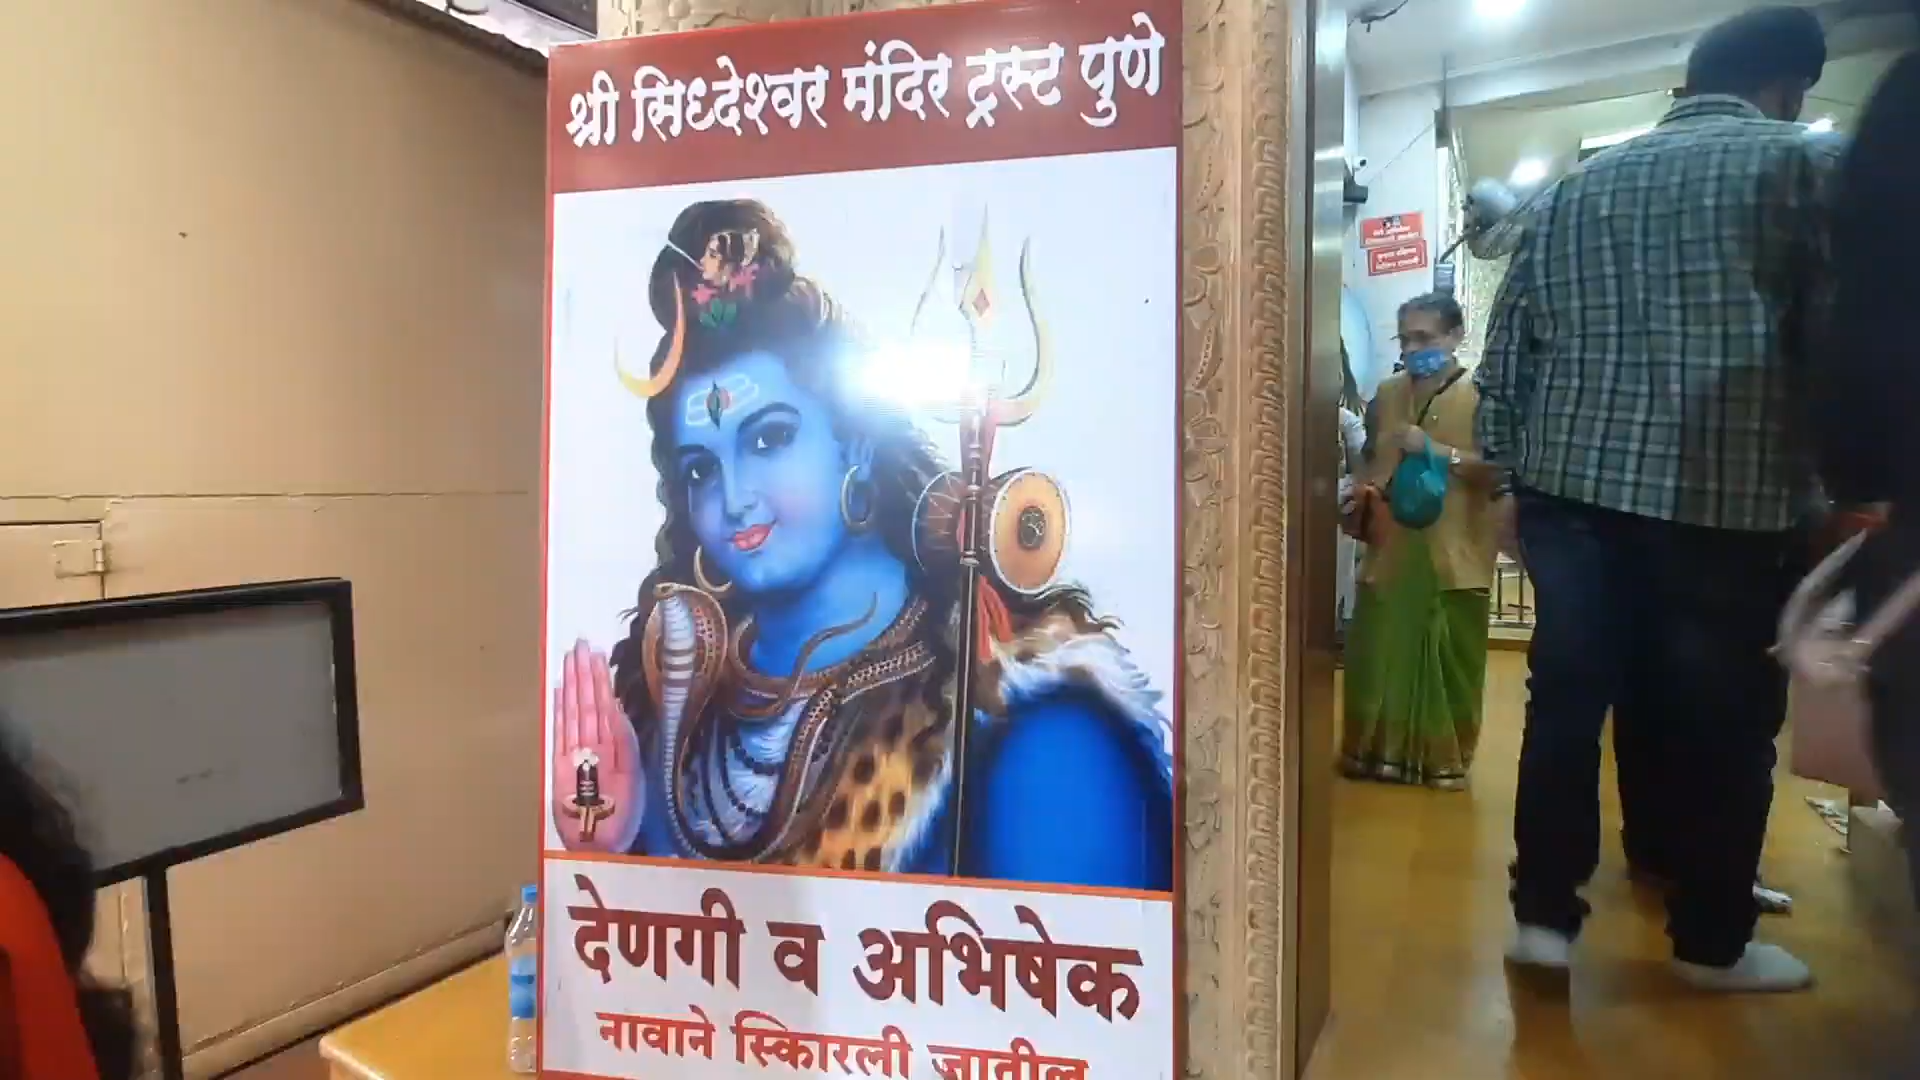 श्री सिध्देश्वर मंदिर ट्रस्ट पुणे
देणगी व अभिषेक
नावाने स्किारली जातील